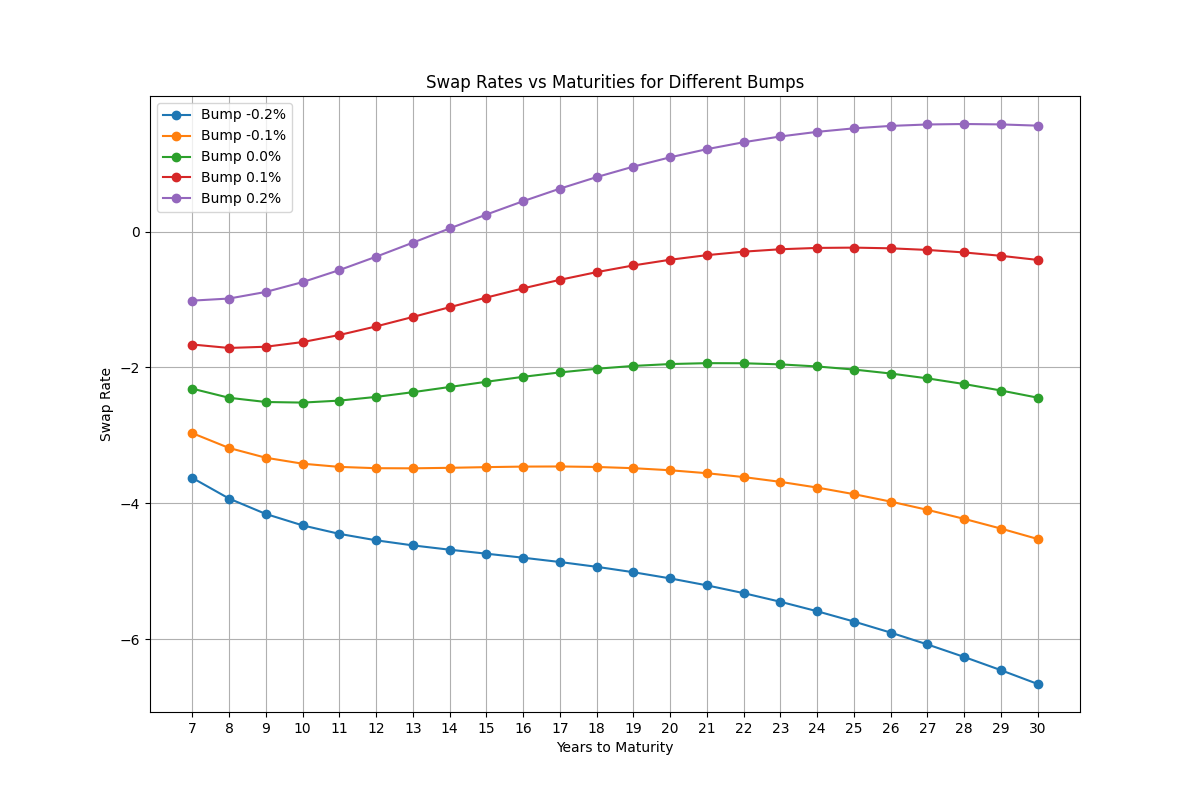 Swap Rates vs Maturities for Different Bumps
Bump -0.2%
Bump -0.1%
Bump 0.0%
Bump 0.1%
Bump 0.2%
Swap Rate
0
−2
−4
−6
7 8 9 10 11 12 13 14 15 16 17 18 19 20 21 22 23 24 25 26 27 28 29 30
Years to Maturity